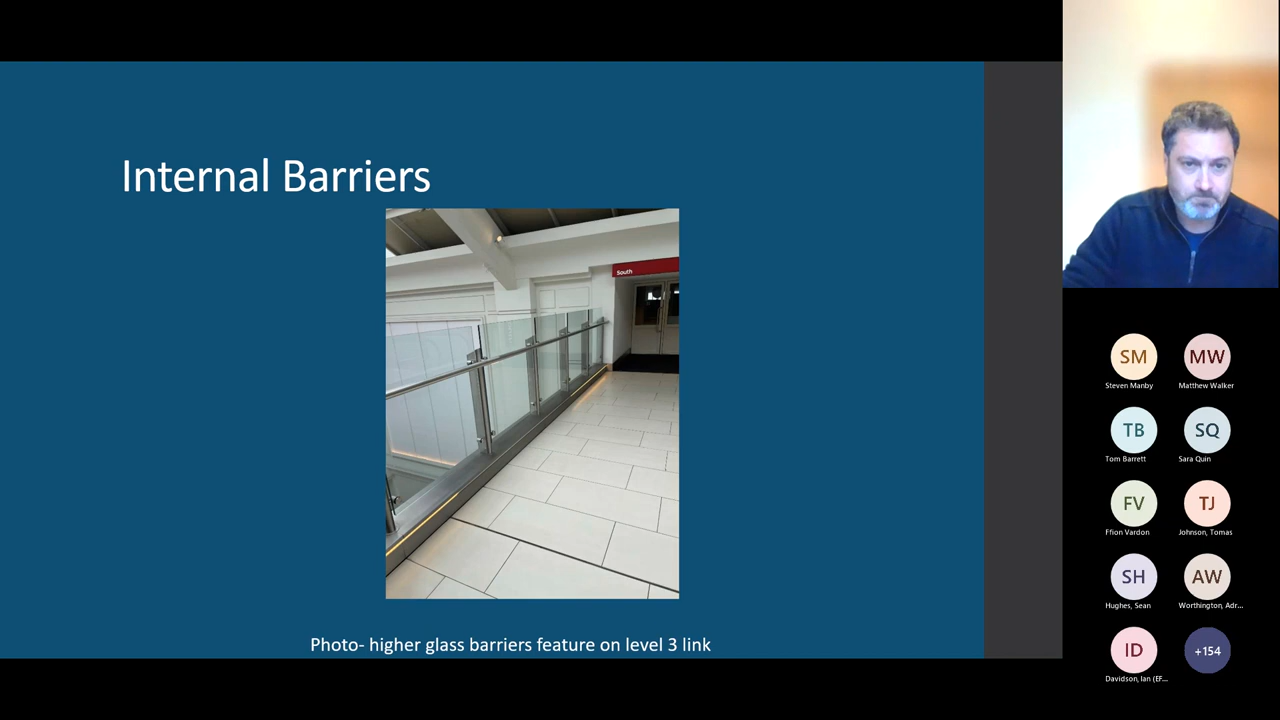 Internal Barriers
South
Photo- higher glass barriers feature on level 3 link
SM
MW
Steven Manby
Matthew Walker
TB
SQ
Tom Barrett
Sara Quin
FV
TJ
Ffion Vardon
Johnson, Tomas
SH
AW
Hughes, Sean
Worthington, Adr...
ID
+154
Davidson, Ian (EF...